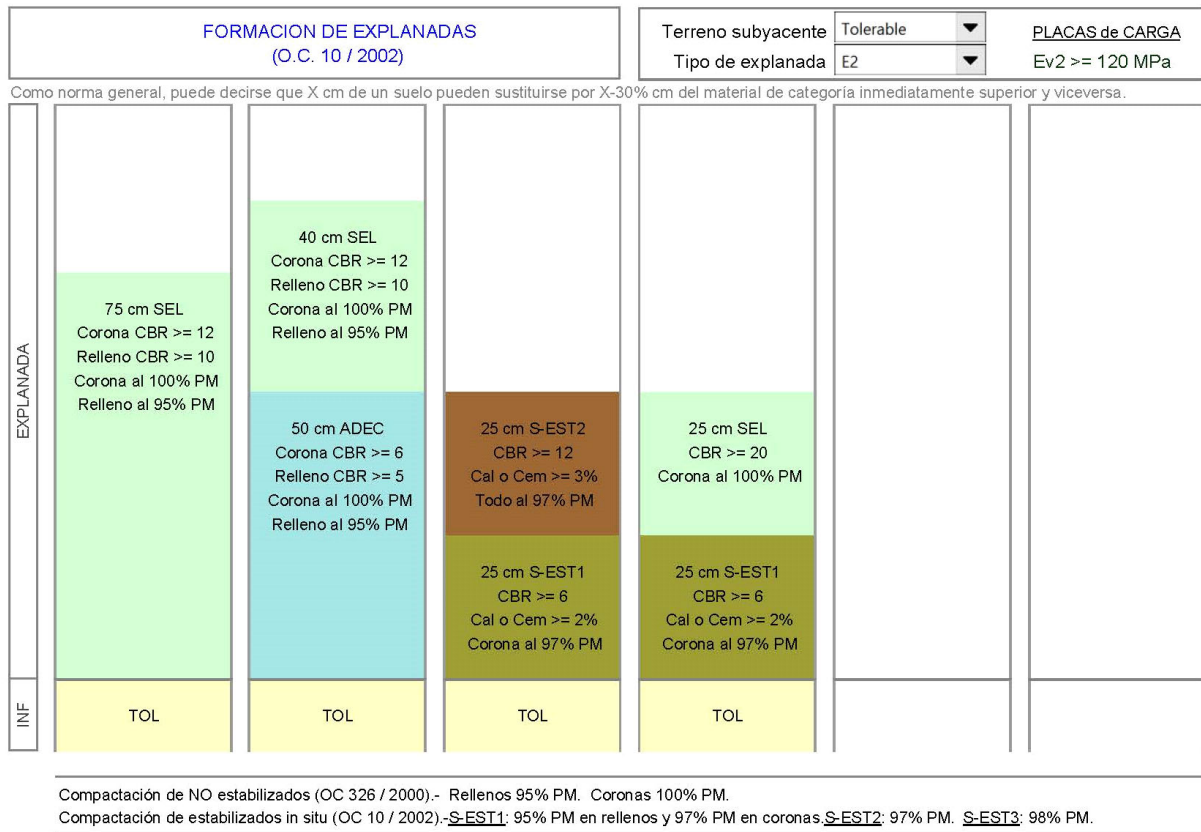 FORMACION DE EXPLANADAS
(O.C. 10 / 2002)
Terreno subyacente Tolerable
Tipo de explanada E2
PLACAS de CARGA
Ev2 >= 120 MPa
Como norma general, puede decirse que X cm de un suelo pueden sustituirse por X-30% cm del material de categoría inmediatamente superior y viceversa.
EXPLANADA
75 cm SEL
Corona CBR >= 12
Relleno CBR >= 10
Corona al 100% PM
Relleno al 95% PM
40 cm SEL
Corona CBR >= 12
Relleno CBR >= 10
Corona al 100% PM
Relleno al 95% PM
50 cm ADEC
Corona CBR >= 6
Relleno CBR >= 5
Corona al 100% PM
Relleno al 95% PM
25 cm S-EST2
CBR >= 12
Cal o Cem >= 3%
Todo al 97% PM
25 cm S-EST1
CBR >= 6
Cal o Cem >= 2%
Corona al 97% PM
25 cm SEL
CBR >= 20
Corona al 100% PM
25 cm S-EST1
CBR >= 6
Cal o Cem >= 2%
Corona al 97% PM
INF
TOL
TOL
TOL
TOL
Compactación de NO estabilizados (OC 326 / 2000).- Rellenos 95% PM. Coronas 100% PM.
Compactación de estabilizados in situ (OC 10 / 2002).-S-EST1: 95% PM en rellenos y 97% PM en coronas.S-EST2: 97% PM. S-EST3: 98% PM.